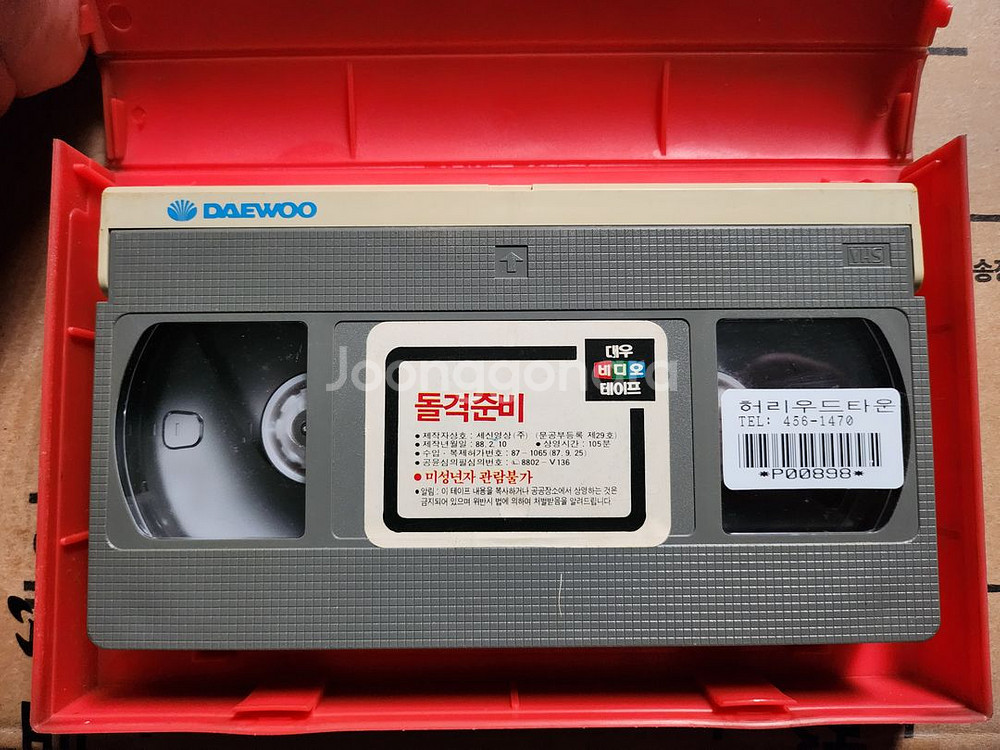 DAEWOO
VHS
대우
비디오
테이프
Joonggonara
돌격준비
● 제작자상호 : 세신영상(주) (문공부등록 제29호)
● 제작년월일 : 88. 2. 10 ● 상영시간 : 105분
● 수입·복제허가번호 : 87-1065(87. 9. 25)
● 공윤심의필심의번호 : ㄴ8802-V136
● 미성년자 관람불가
● 알림 : 이 테이프 내용을 복사하거나 공공장소에서 상영하는 것은
금지되어 있으며 위반시 법에 의하여 처벌받음을 알려드립니다.
허리우드타운
TEL: 456-1470
*P00898*